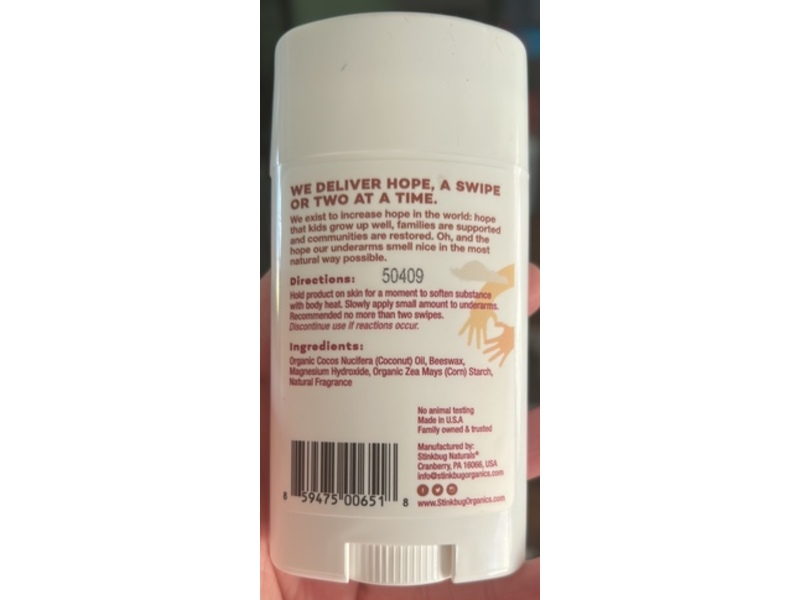 WE DELIVER HOPE, A SWIPE
OR TWO AT A TIME.
We exist to increase hope in the world: hope
that kids grow up well, families are supported
and communities are restored. Oh, and the
hope our underarms smell nice in the most
natural way possible.
Directions: 50409
Hold product on skin for a moment to soften substance
with body heat. Slowly apply small amount to underarms.
Recommended no more than two swipes.
Discontinue use if reactions occur.
Ingredients:
Organic Cocos Nucifera (Coconut) Oil, Beeswax,
Magnesium Hydroxide, Organic Zea Mays (Corn) Starch,
Natural Fragrance
No animal testing
Made in U.S.A
Family owned & trusted
Manufactured by:
Stinkbug Naturals®
Cranberry, PA 16066, USA
info@stinkbugorganics.com
www.StinkbugOrganics.com
8 59475 00651 8